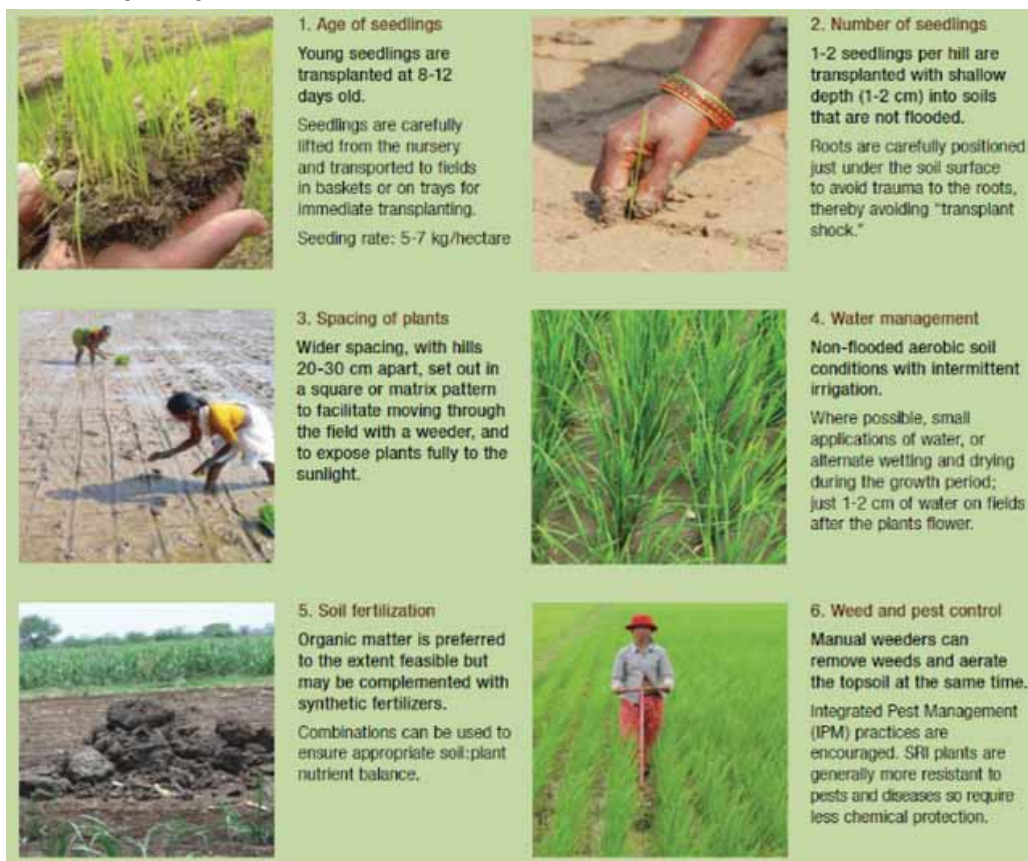 1. Age of seedlings
Young seedlings are
transplanted at 8-12
days old.
Seedlings are carefully
lifted from the nursery
and transported to fields
in baskets or on trays for
immediate transplanting.
Seeding rate: 5-7 kg/hectare
2. Number of seedlings
1-2 seedlings per hill are
transplanted with shallow
depth (1-2 cm) into soils
that are not flooded.
Roots are carefully positioned
just under the soil surface
to avoid trauma to the roots,
thereby avoiding "transplant
shock."
3. Spacing of plants
Wider spacing, with hills
20-30 cm apart, set out in
a square or matrix pattern
to facilitate moving through
the field with a weeder, and
to expose plants fully to the
sunlight.
4. Water management
Non-flooded aerobic soil
conditions with intermittent
irrigation.
Where possible, small
applications of water, or
alternate wetting and drying
during the growth period;
just 1-2 cm of water on fields
after the plants flower.
5. Soil fertilization
Organic matter is preferred
to the extent feasible but
may be complemented with
synthetic fertilizers.
Combinations can be used to
ensure appropriate soil:plant
nutrient balance.
6. Weed and pest control
Manual weeders can
remove weeds and aerate
the topsoil at the same time.
Integrated Pest Management
(IPM) practices are
encouraged. SRI plants are
generally more resistant to
pests and diseases so require
less chemical protection.